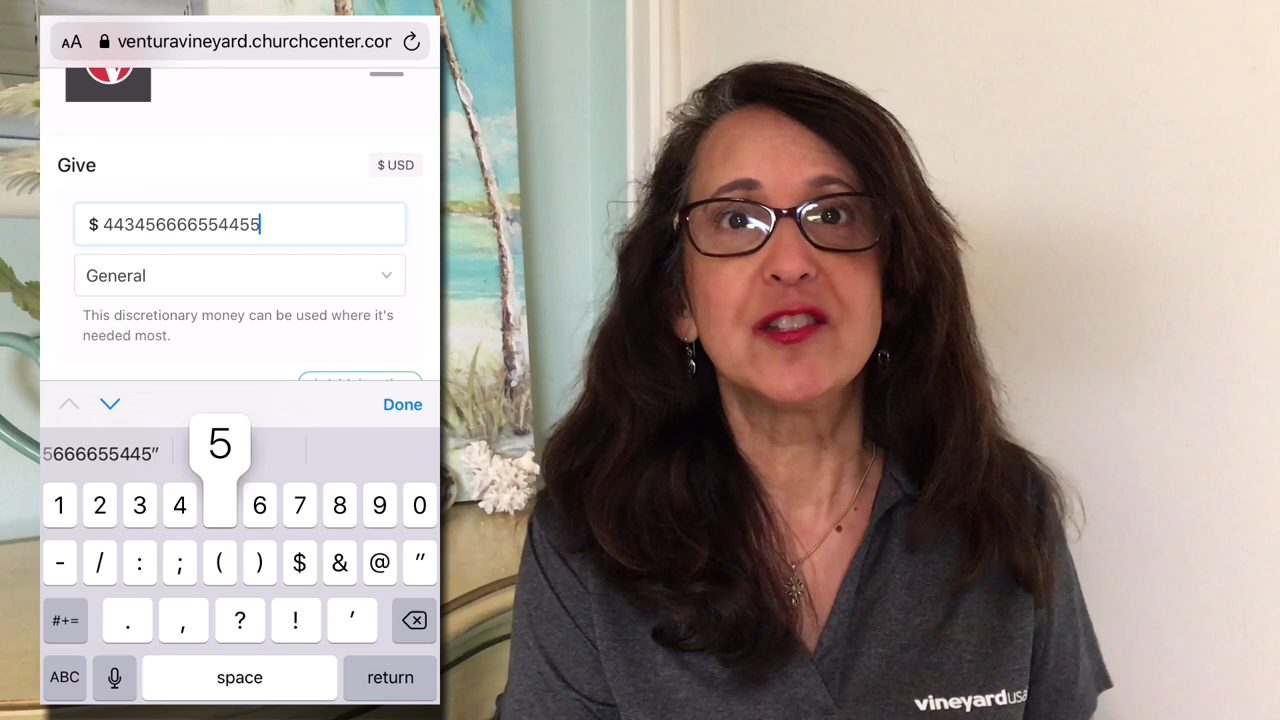 AA venturavineyard.churchcenter.cor
Give
$ USD
$ 443456666554455
General
This discretionary money can be used where it's
needed most.
Done
5666655445”
5
1 2 3 4 6 7 8 9 0
- / : ; ( ) $ & @ ”
#+= . , ? ! ’
ABC space return
vineyardusa